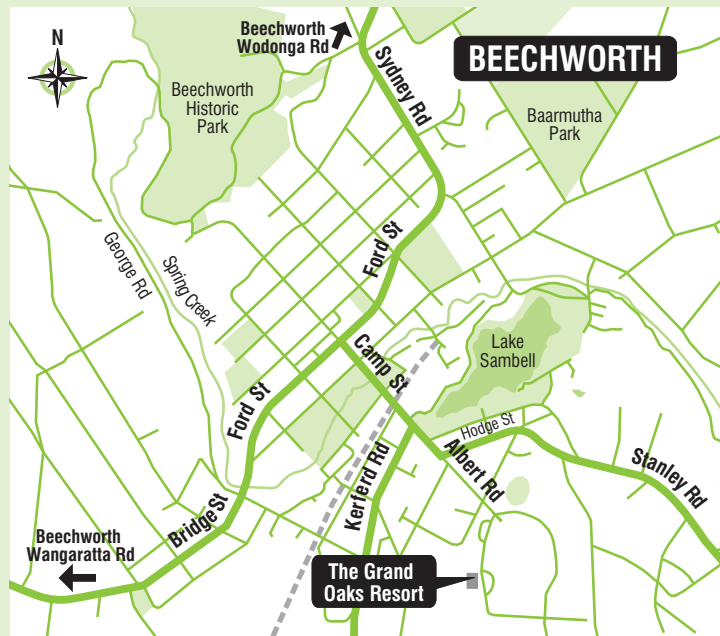 N
Beechworth
Wodonga Rd
BEECHWORTH
Sydney Rd
Beechworth
Historic
Park
Baarmutha
Park
George Rd
Spring Creek
Ford St
Camp St
Lake
Sambell
Ford St
Hodge St
Kerferd Rd
Albert Rd
Stanley Rd
Bridge St
Beechworth
Wangaratta Rd
The Grand
Oaks Resort